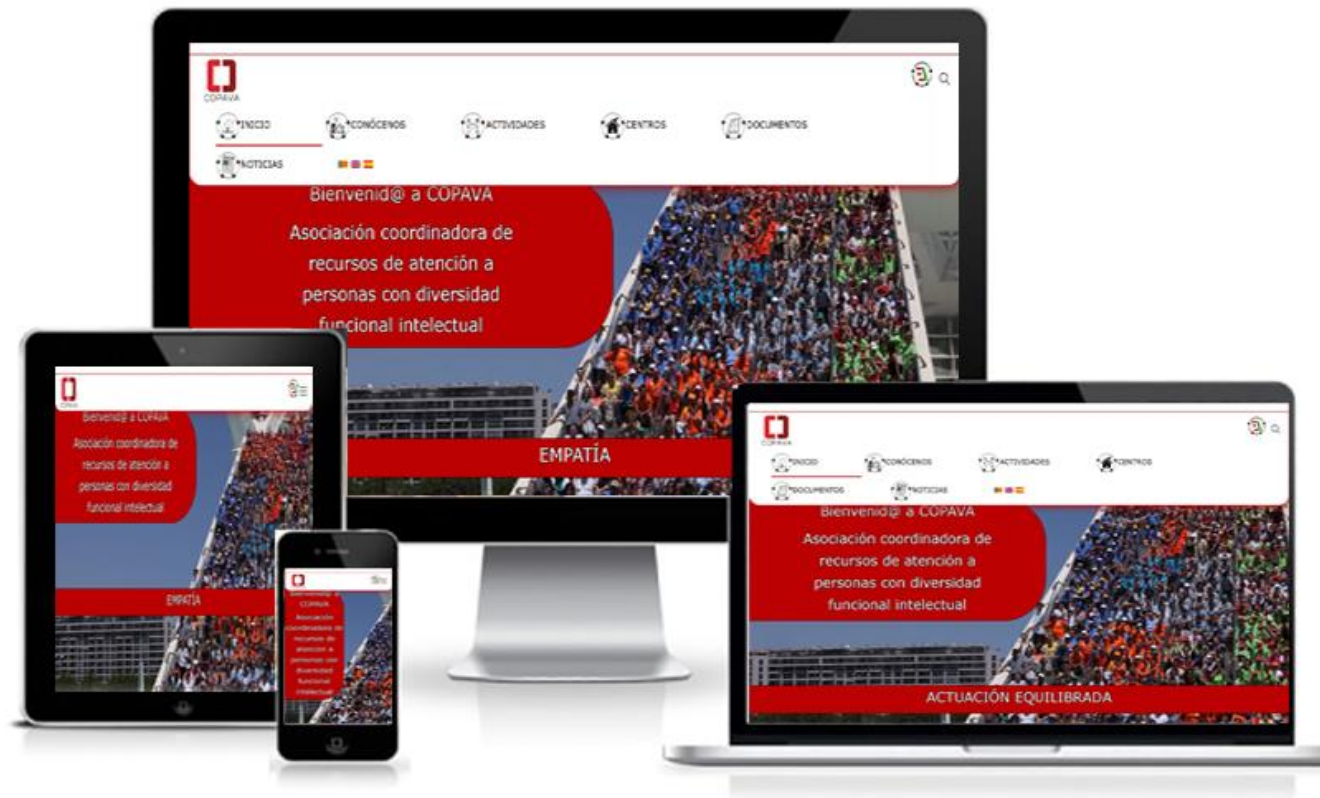 COPAVA
INICIO
CONÓCENOS
ACTIVIDADES
CENTROS
DOCUMENTOS
NOTICIAS
Bienvenid@ a COPAVA
Asociación coordinadora de
recursos de atención a
personas con diversidad
funcional intelectual
EMPATÍA
Bienvenid@ a COPAVA
Asociación coordinadora de
recursos de atención a
personas con diversidad
funcional intelectual
EMPATÍA
Bienvenid@ a
COPAVA
Asociación
coordinadora de
recursos de
atención a
personas con
diversidad
funcional
intelectual
COPAVA
INICIO
CONÓCENOS
ACTIVIDADES
CENTROS
DOCUMENTOS
NOTICIAS
Bienvenid@ a COPAVA
Asociación coordinadora de
recursos de atención a
personas con diversidad
funcional intelectual
ACTUACIÓN EQUILIBRADA